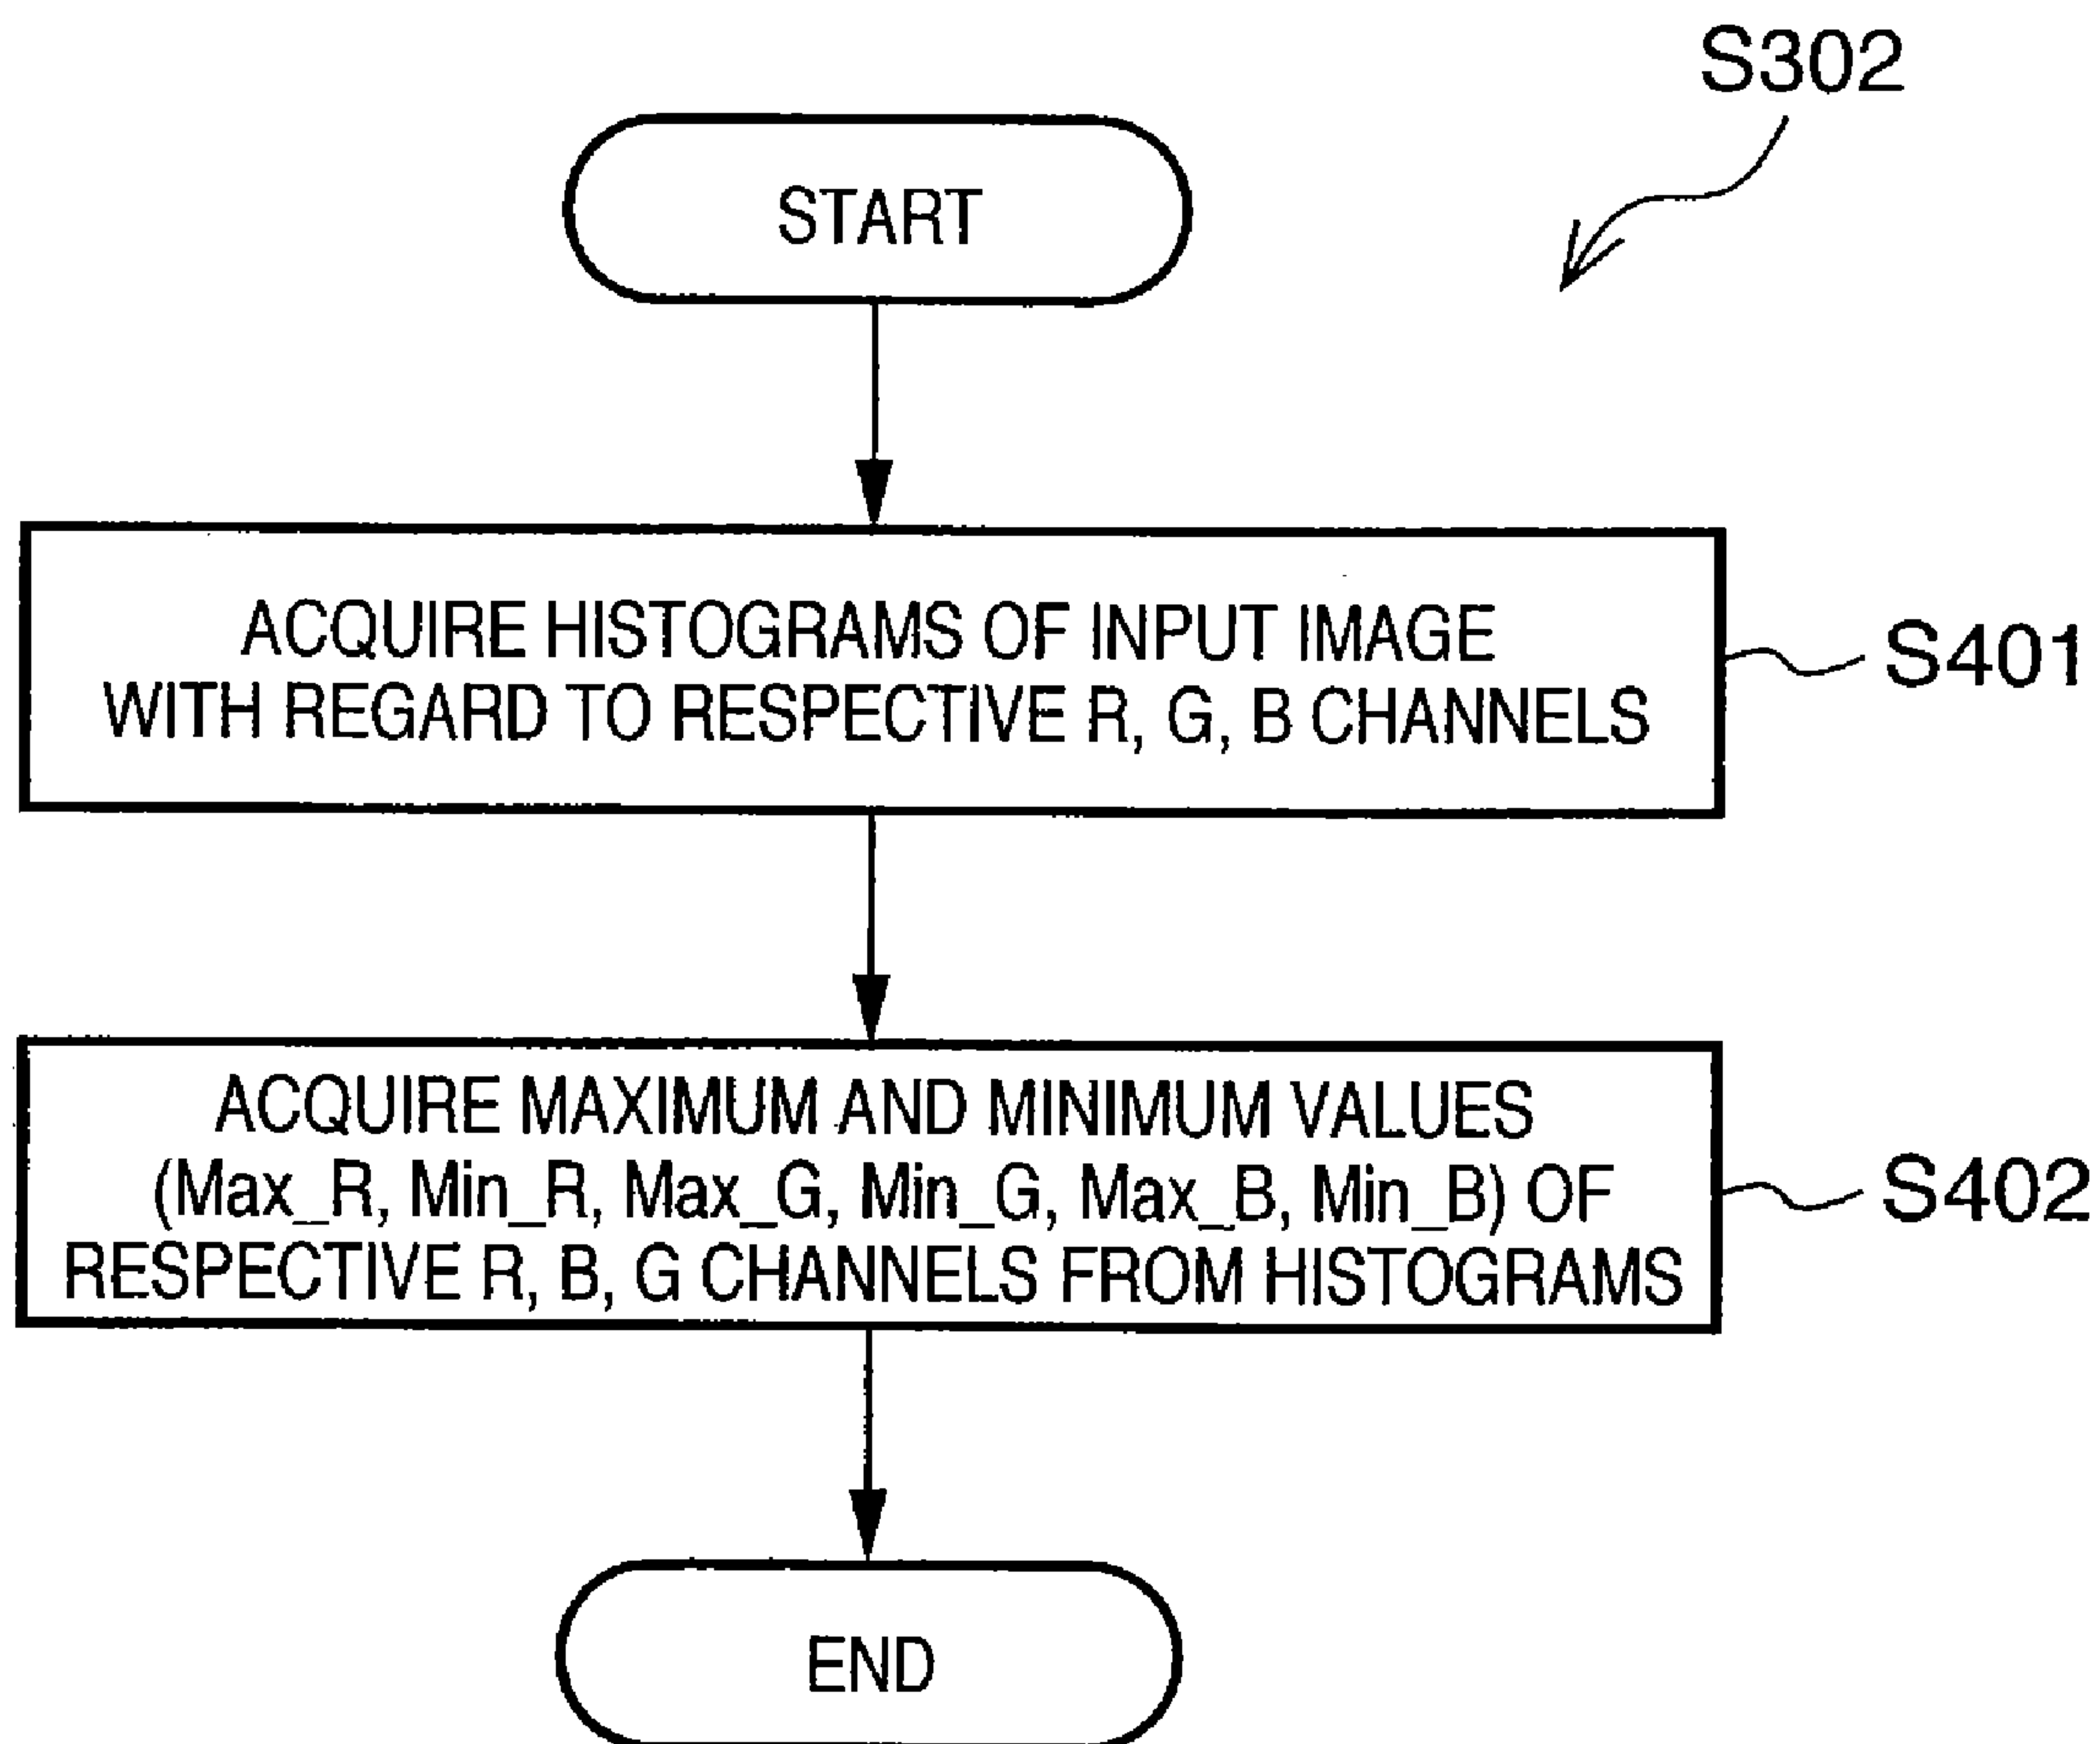 S302
START
ACQUIRE HISTOGRAMS OF INPUT IMAGE
WITH REGARD TO RESPECTIVE R, G, B CHANNELS
S401
ACQUIRE MAXIMUM AND MINIMUM VALUES
(Max_R, Min_R, Max_G, Min_G, Max_B, Min_B) OF
RESPECTIVE R, B, G CHANNELS FROM HISTOGRAMS
S402
END